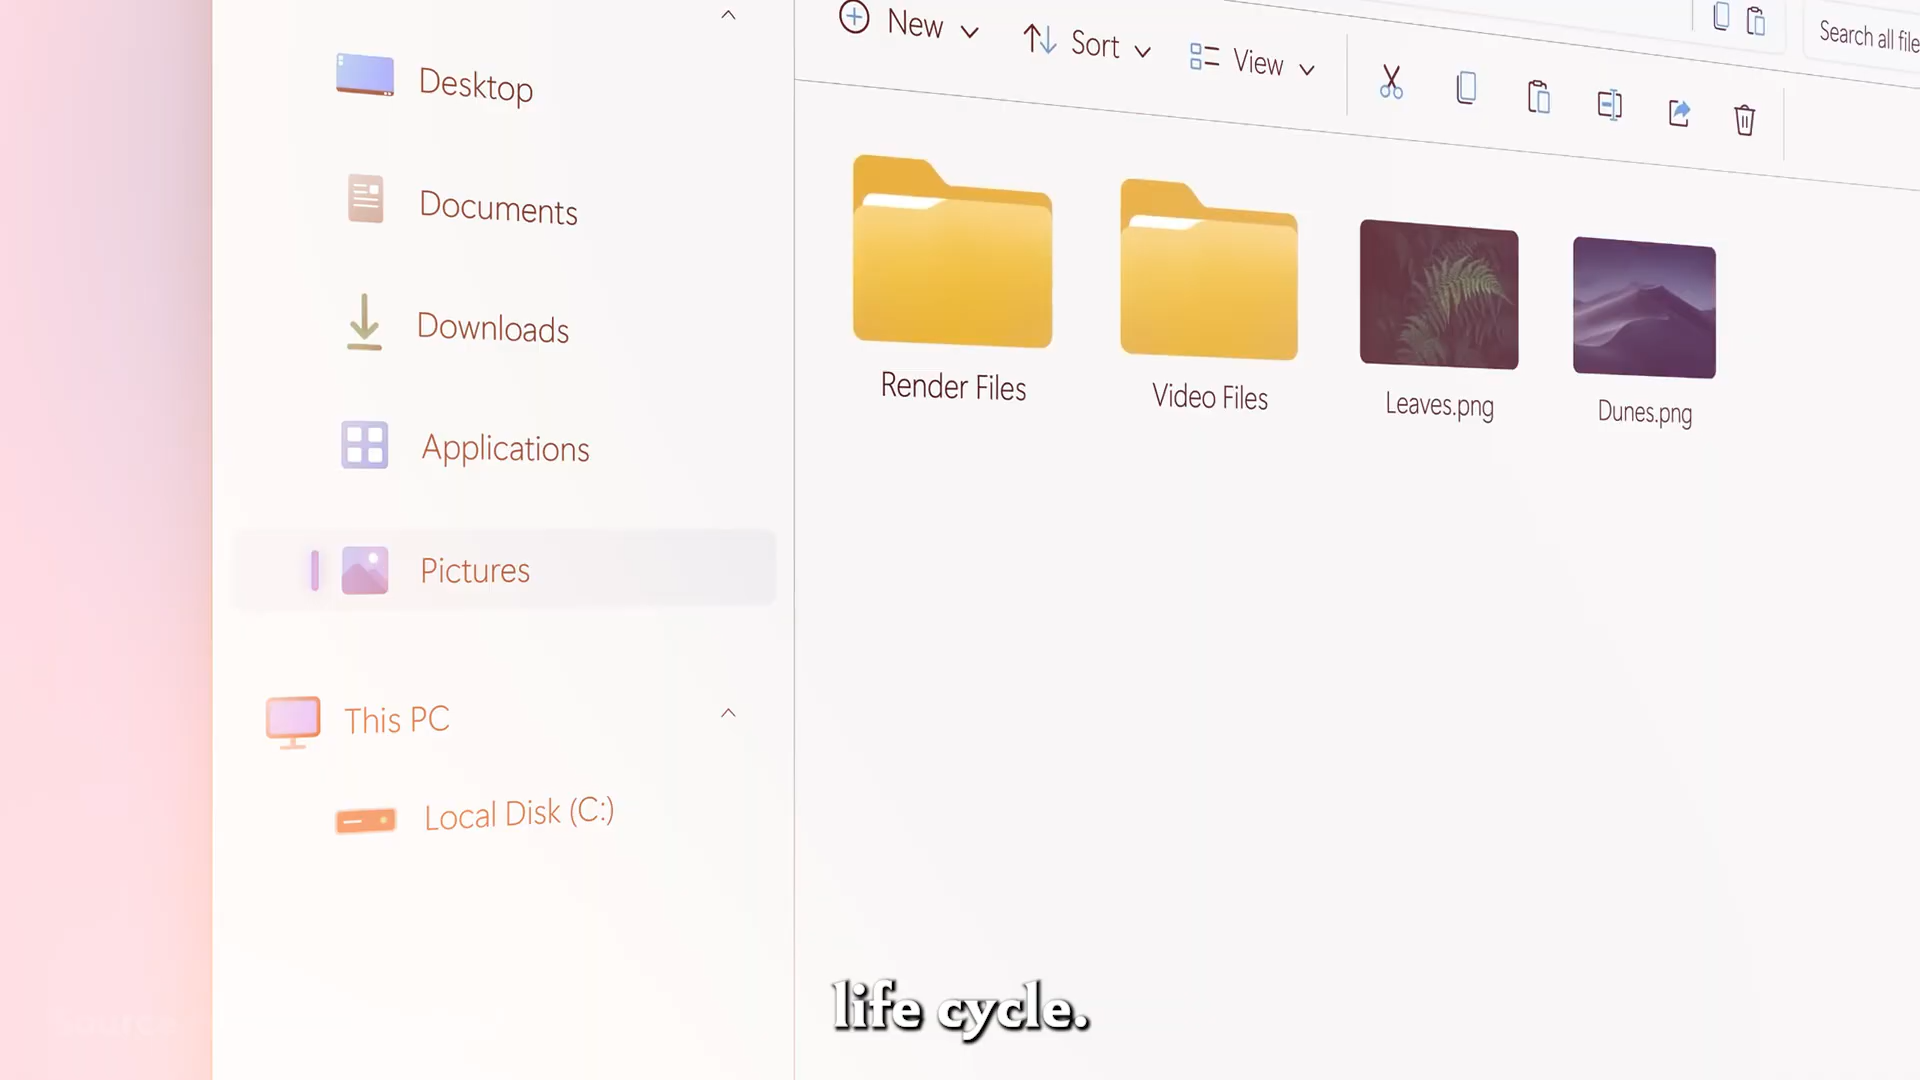 Desktop
Documents
Downloads
Applications
Pictures
This PC
Local Disk (C:)
New
Sort
View
Search all file
Render Files
Video Files
Leaves.png
Dunes.png
life cycle.